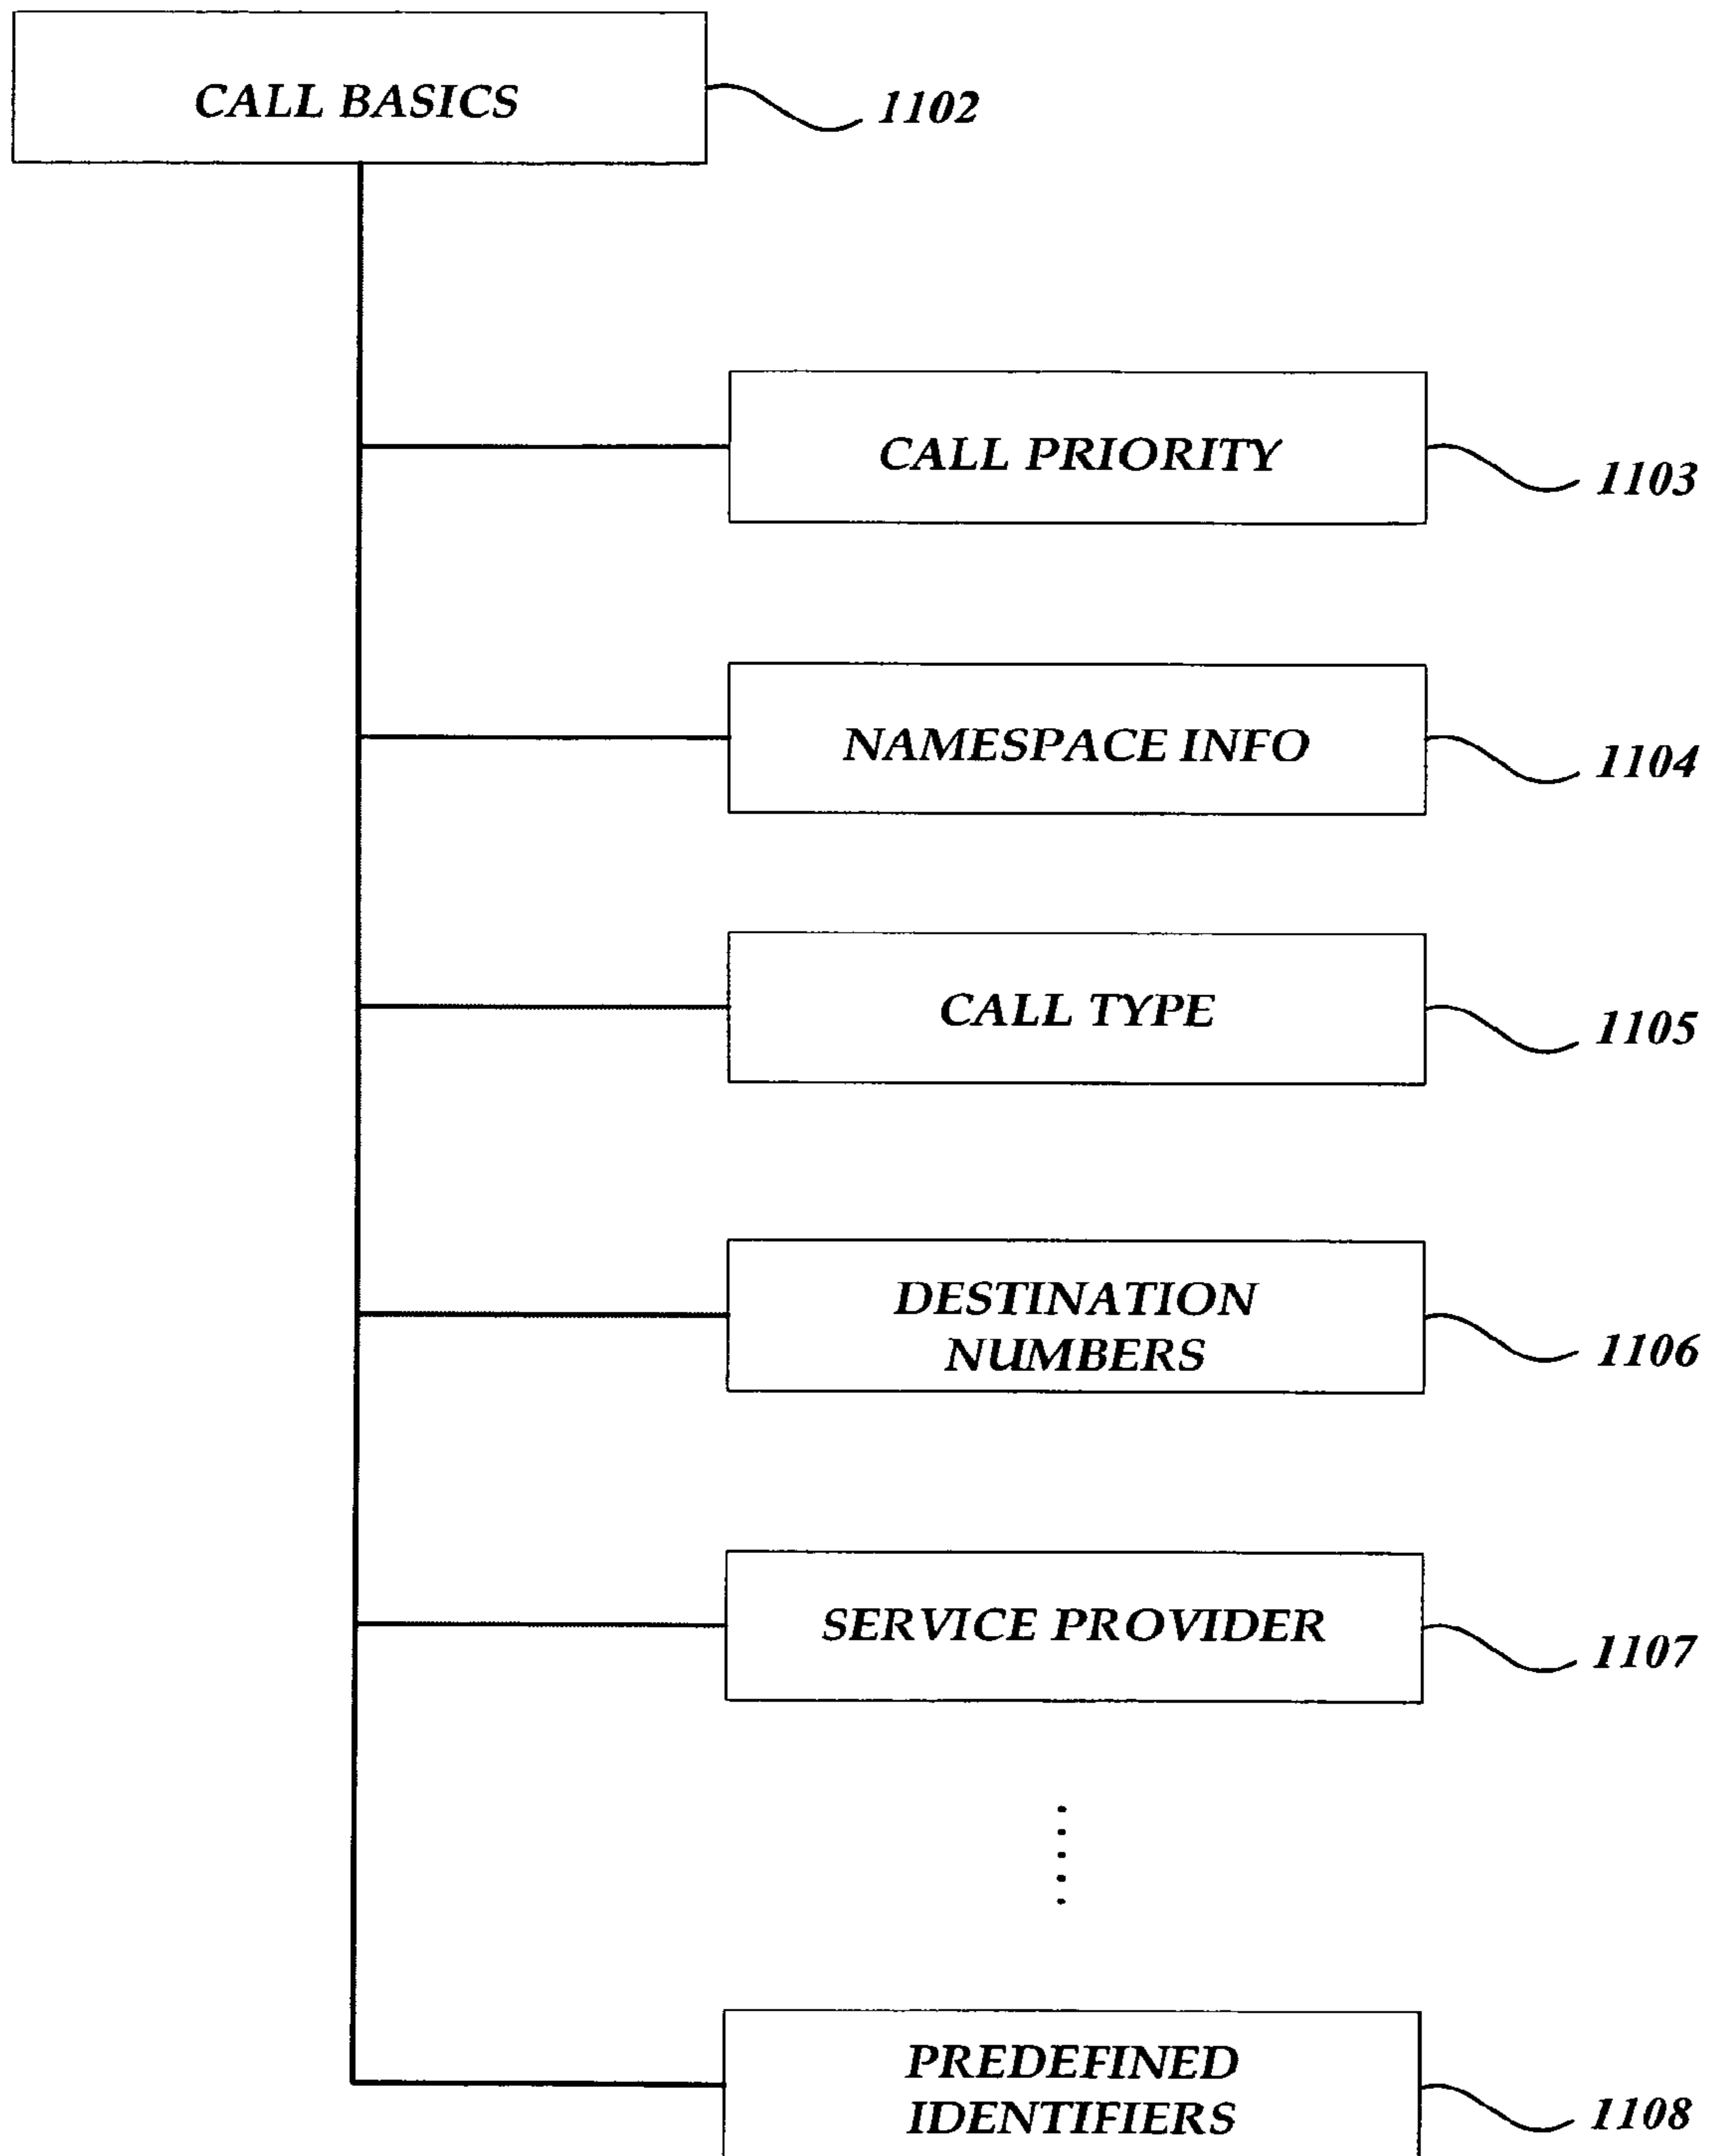 CALL BASICS
1102
CALL PRIORITY
1103
NAMESPACE INFO
1104
CALL TYPE
1105
DESTINATION
NUMBERS
1106
SERVICE PROVIDER
1107
PREDEFINED
IDENTIFIERS
1108